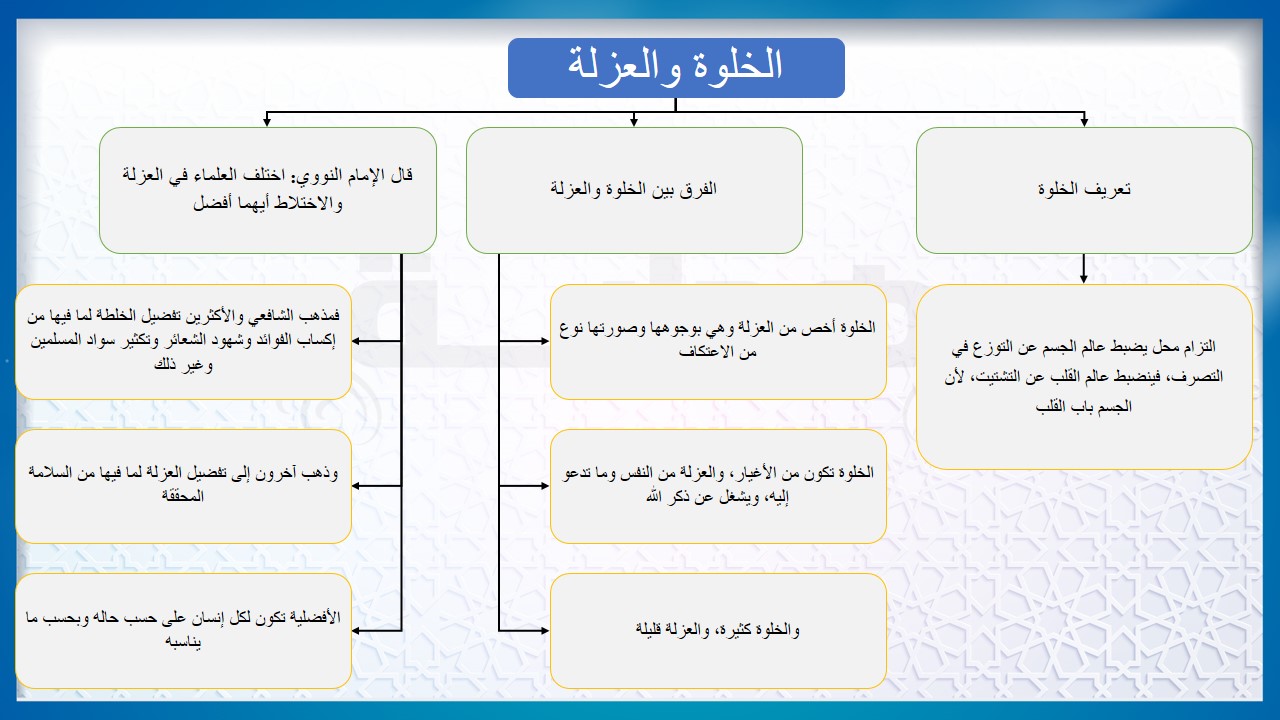 الخلوة والعزلة
تعريف الخلوة
التزام محل يضبط عالم الجسم عن التوزع في
التصرف، فينضبط عالم القلب عن التشتيت، لأن
الجسم باب القلب
الفرق بين الخلوة والعزلة
الخلوة أخص من العزلة وهي بوجوهها وصورتها نوع
من الاعتكاف
الخلوة تكون من الأغيار، والعزلة من النفس وما تدعو
إليه، ويشغل عن ذكر الله
والخلوة كثيرة، والعزلة قليلة
قال الإمام النووي: اختلف العلماء في العزلة
والاختلاط أيهما أفضل
فمذهب الشافعي والأكثرين تفضيل الخلطة لما فيها من
إكساب الفوائد وشهود الشعائر وتكثير سواد المسلمين
وغير ذلك
وذهب آخرون إلى تفضيل العزلة لما فيها من السلامة
المحققة
الأفضلية تكون لكل إنسان على حسب حاله وبحسب ما
يناسبه